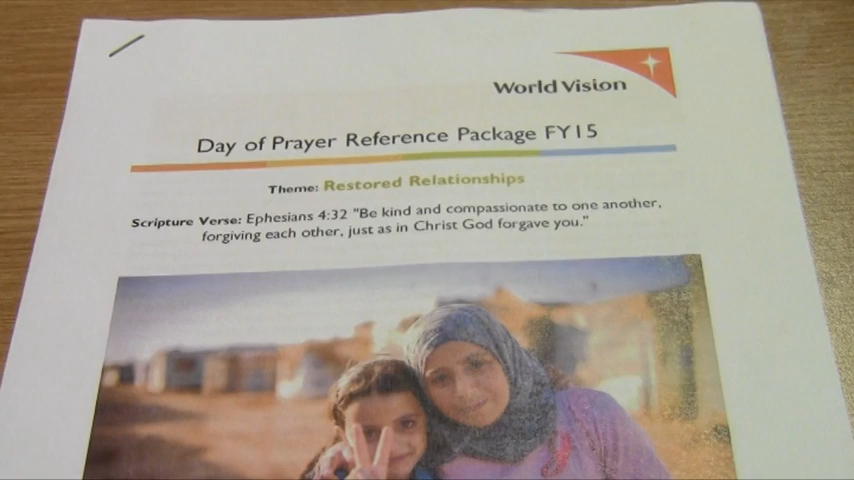 World Vision
Day of Prayer Reference Package FY15
Theme: Restored Relationships
Scripture Verse: Ephesians 4:32 "Be kind and compassionate to one another,
forgiving each other, just as in Christ God forgave you."